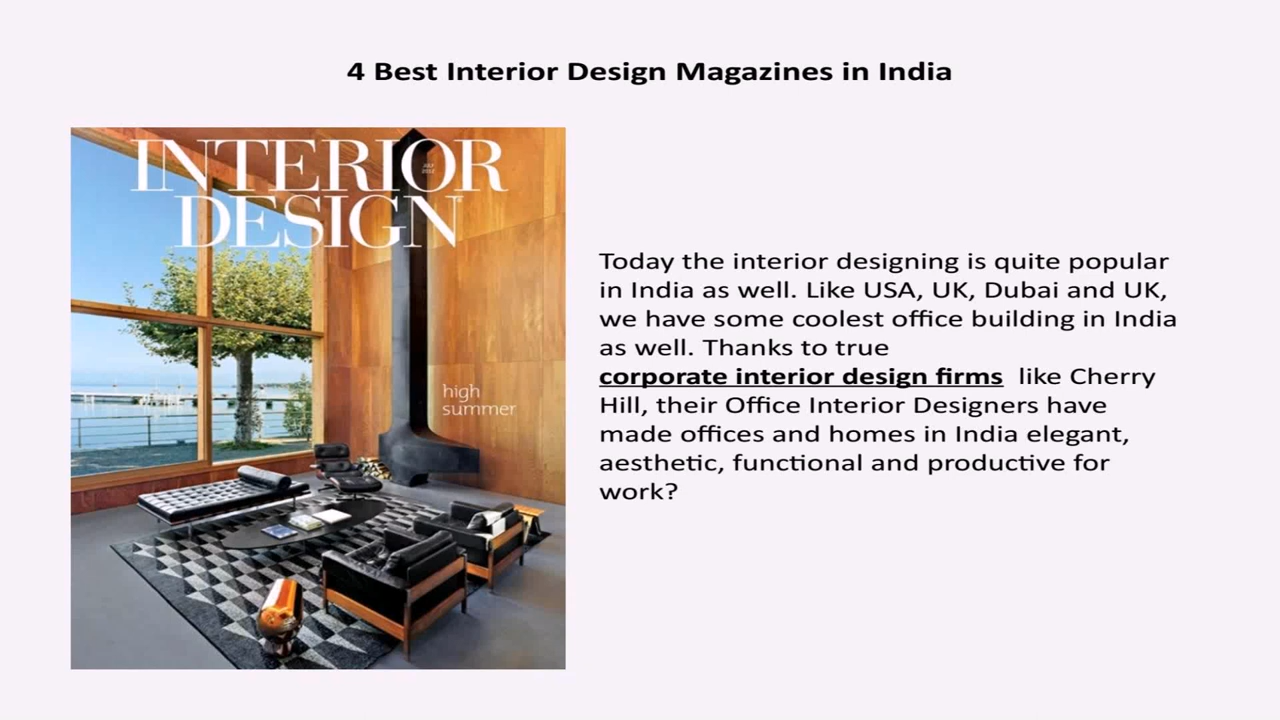 4 Best Interior Design Magazines in India
INTERIOR
DESIGN
high
summer
Today the interior designing is quite popular
in India as well. Like USA, UK, Dubai and UK,
we have some coolest office building in India
as well. Thanks to true
corporate interior design firms like Cherry
Hill, their Office Interior Designers have
made offices and homes in India elegant,
aesthetic, functional and productive for
work?